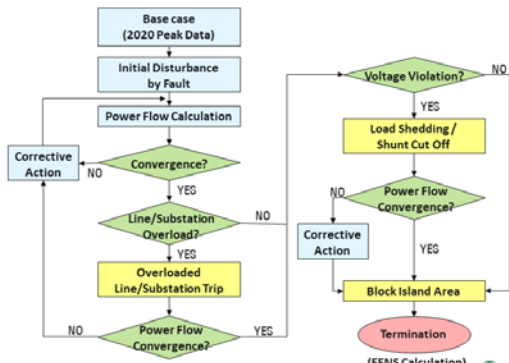 Base case
(2020 Peak Data)
Initial Disturbance
by Fault
Power Flow Calculation
Corrective
Action
NO
Convergence?
YES
Line/Substation
Overload?
NO
YES
Overloaded
Line/Substation Trip
NO
Power Flow
Convergence?
YES
Voltage Violation?
NO
YES
Load Shedding /
Shunt Cut Off
NO
Power Flow
Convergence?
Corrective
Action
YES
Block Island Area
Termination
(EENS Calculation)